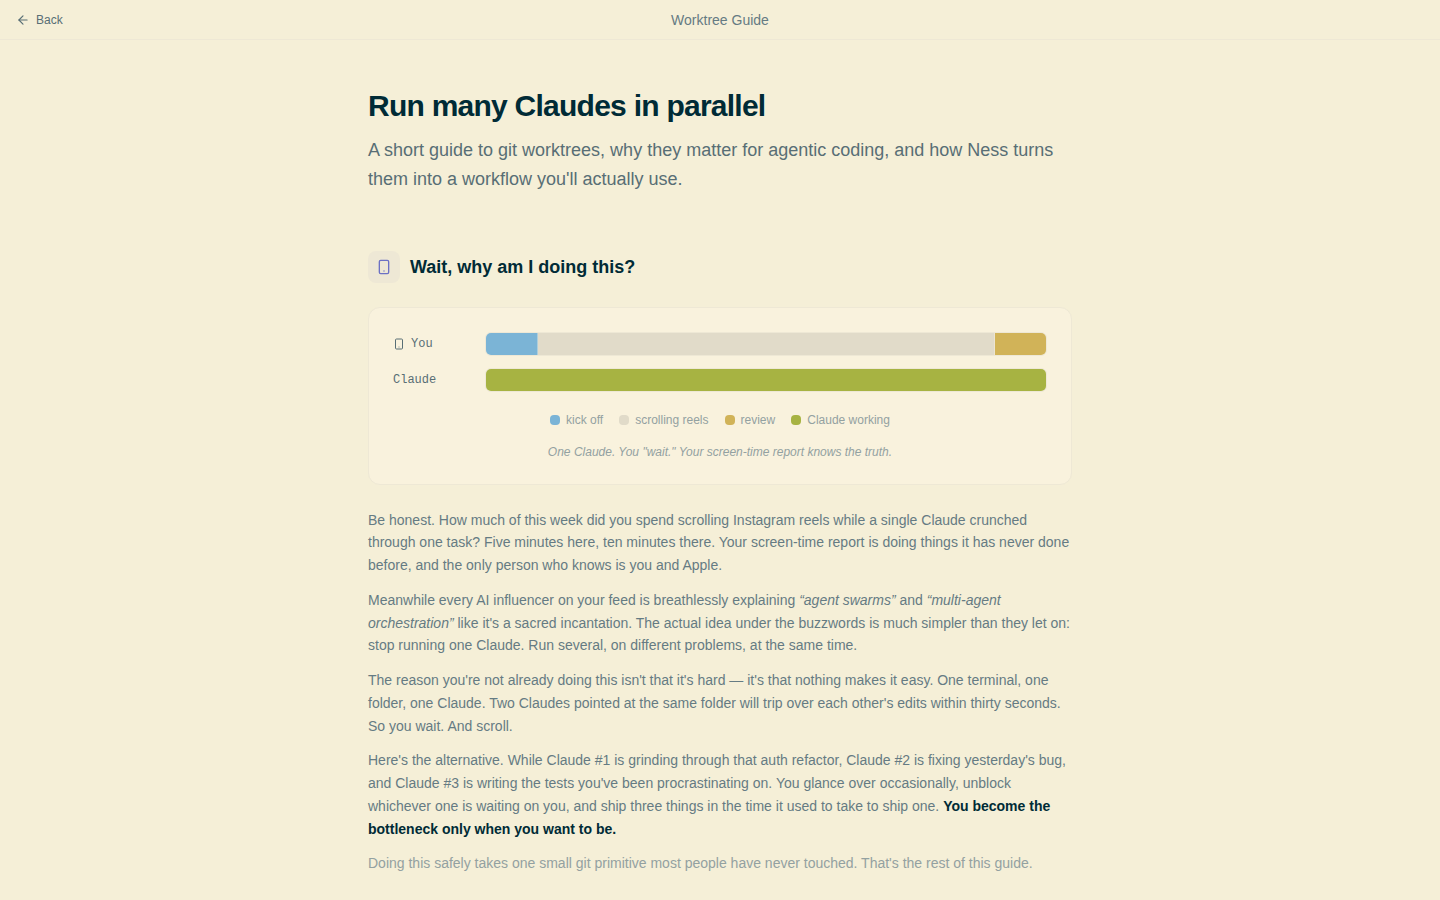 Back
Worktree Guide
Run many Claudes in parallel
A short guide to git worktrees, why they matter for agentic coding, and how Ness turns
them into a workflow you'll actually use.
Wait, why am I doing this?
You
Claude
kick off
scrolling reels
review
Claude working
One Claude. You "wait." Your screen-time report knows the truth.
Be honest. How much of this week did you spend scrolling Instagram reels while a single Claude crunched
through one task? Five minutes here, ten minutes there. Your screen-time report is doing things it has never done
before, and the only person who knows is you and Apple.
Meanwhile every AI influencer on your feed is breathlessly explaining “agent swarms” and “multi-agent
orchestration” like it's a sacred incantation. The actual idea under the buzzwords is much simpler than they let on:
stop running one Claude. Run several, on different problems, at the same time.
The reason you're not already doing this isn't that it's hard — it's that nothing makes it easy. One terminal, one
folder, one Claude. Two Claudes pointed at the same folder will trip over each other's edits within thirty seconds.
So you wait. And scroll.
Here's the alternative. While Claude #1 is grinding through that auth refactor, Claude #2 is fixing yesterday's bug,
and Claude #3 is writing the tests you've been procrastinating on. You glance over occasionally, unblock
whichever one is waiting on you, and ship three things in the time it used to take to ship one. You become the
bottleneck only when you want to be.
Doing this safely takes one small git primitive most people have never touched. That's the rest of this guide.